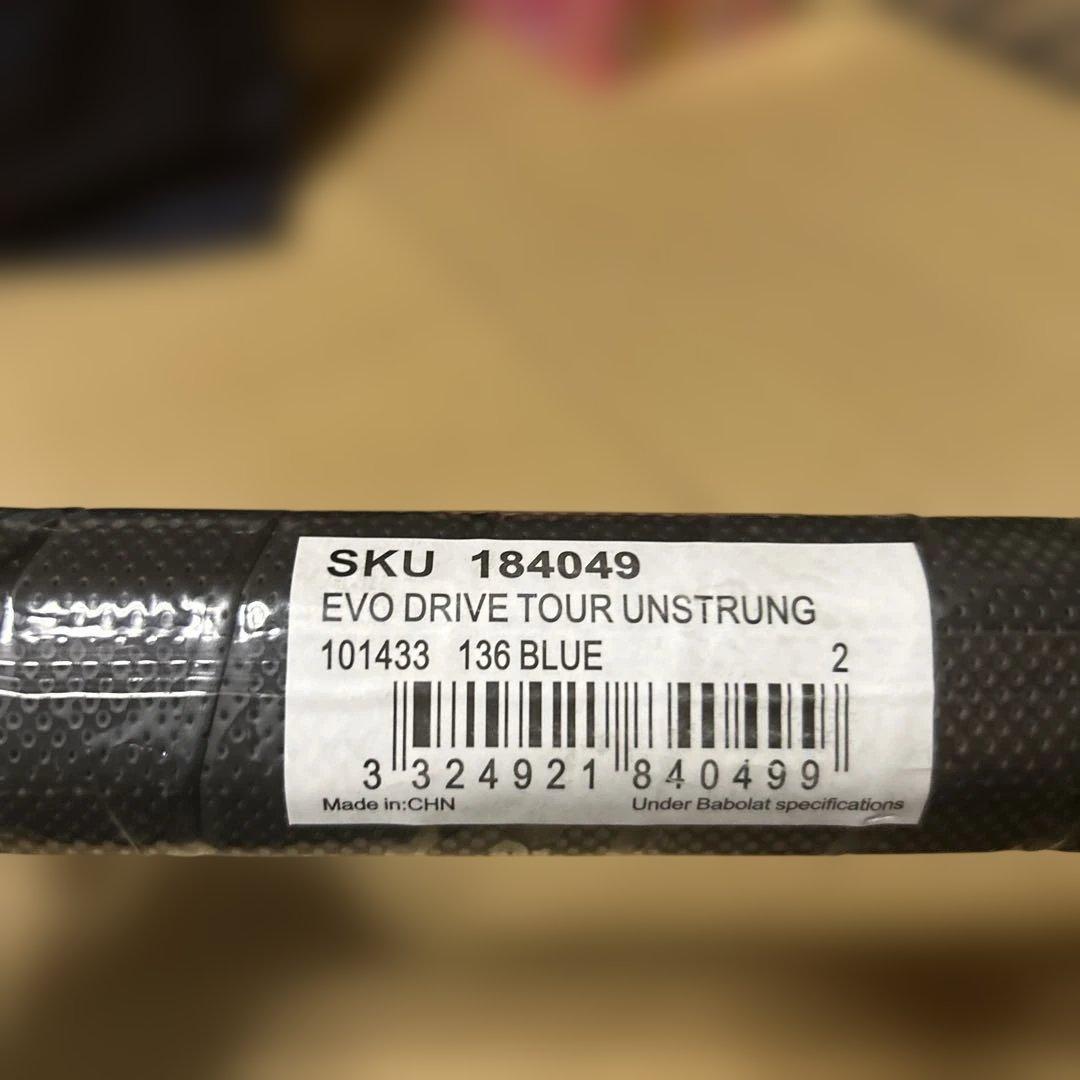 SKU 184049
EVO DRIVE TOUR UNSTRUNG
101433 136 BLUE 2
3 324921 840499
Made in:CHN Under Babolat specifications